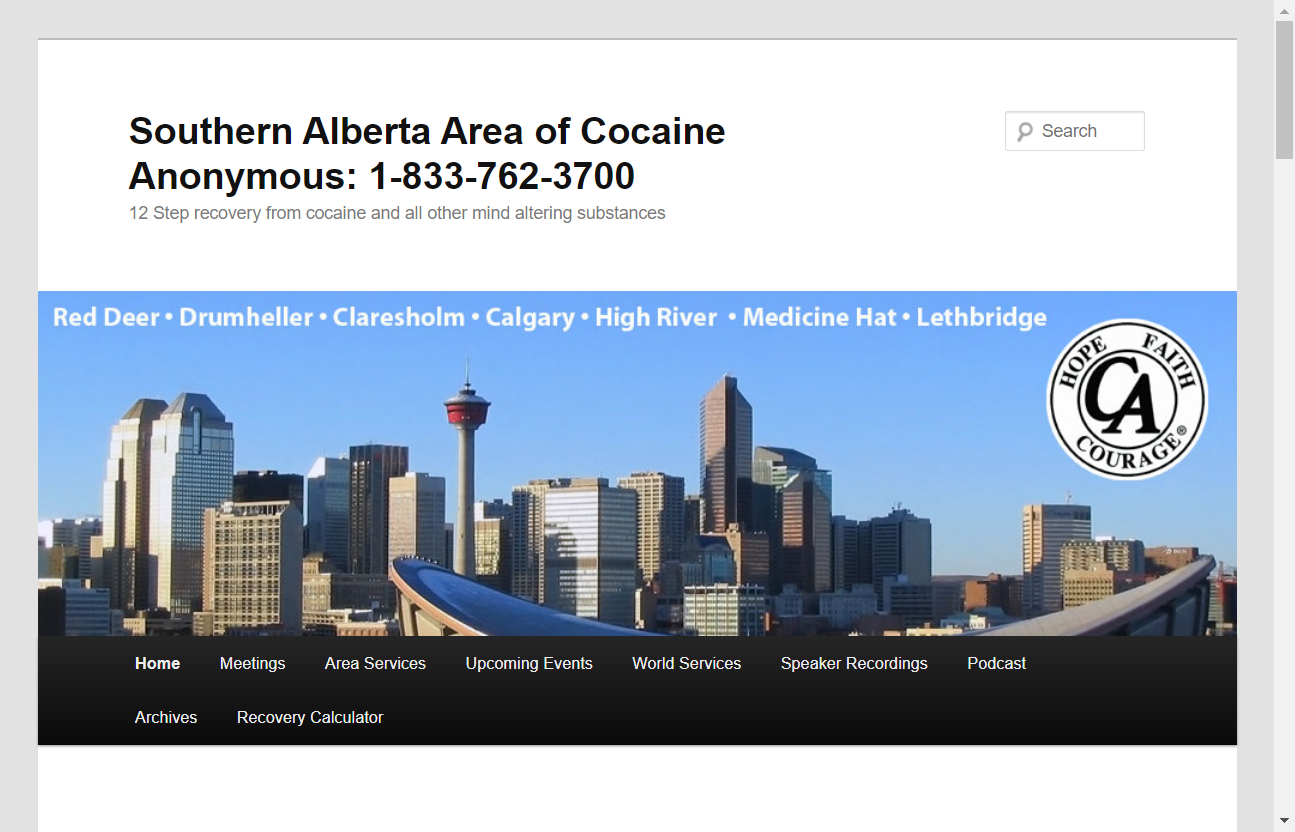 Southern Alberta Area of Cocaine
Anonymous: 1-833-762-3700
Search
12 Step recovery from cocaine and all other mind altering substances
Red Deer • Drumheller • Claresholm • Calgary • High River • Medicine Hat • Lethbridge
HOPE FAITH
CA
COURAGE®
Home Meetings Area Services Upcoming Events World Services Speaker Recordings Podcast
Archives Recovery Calculator